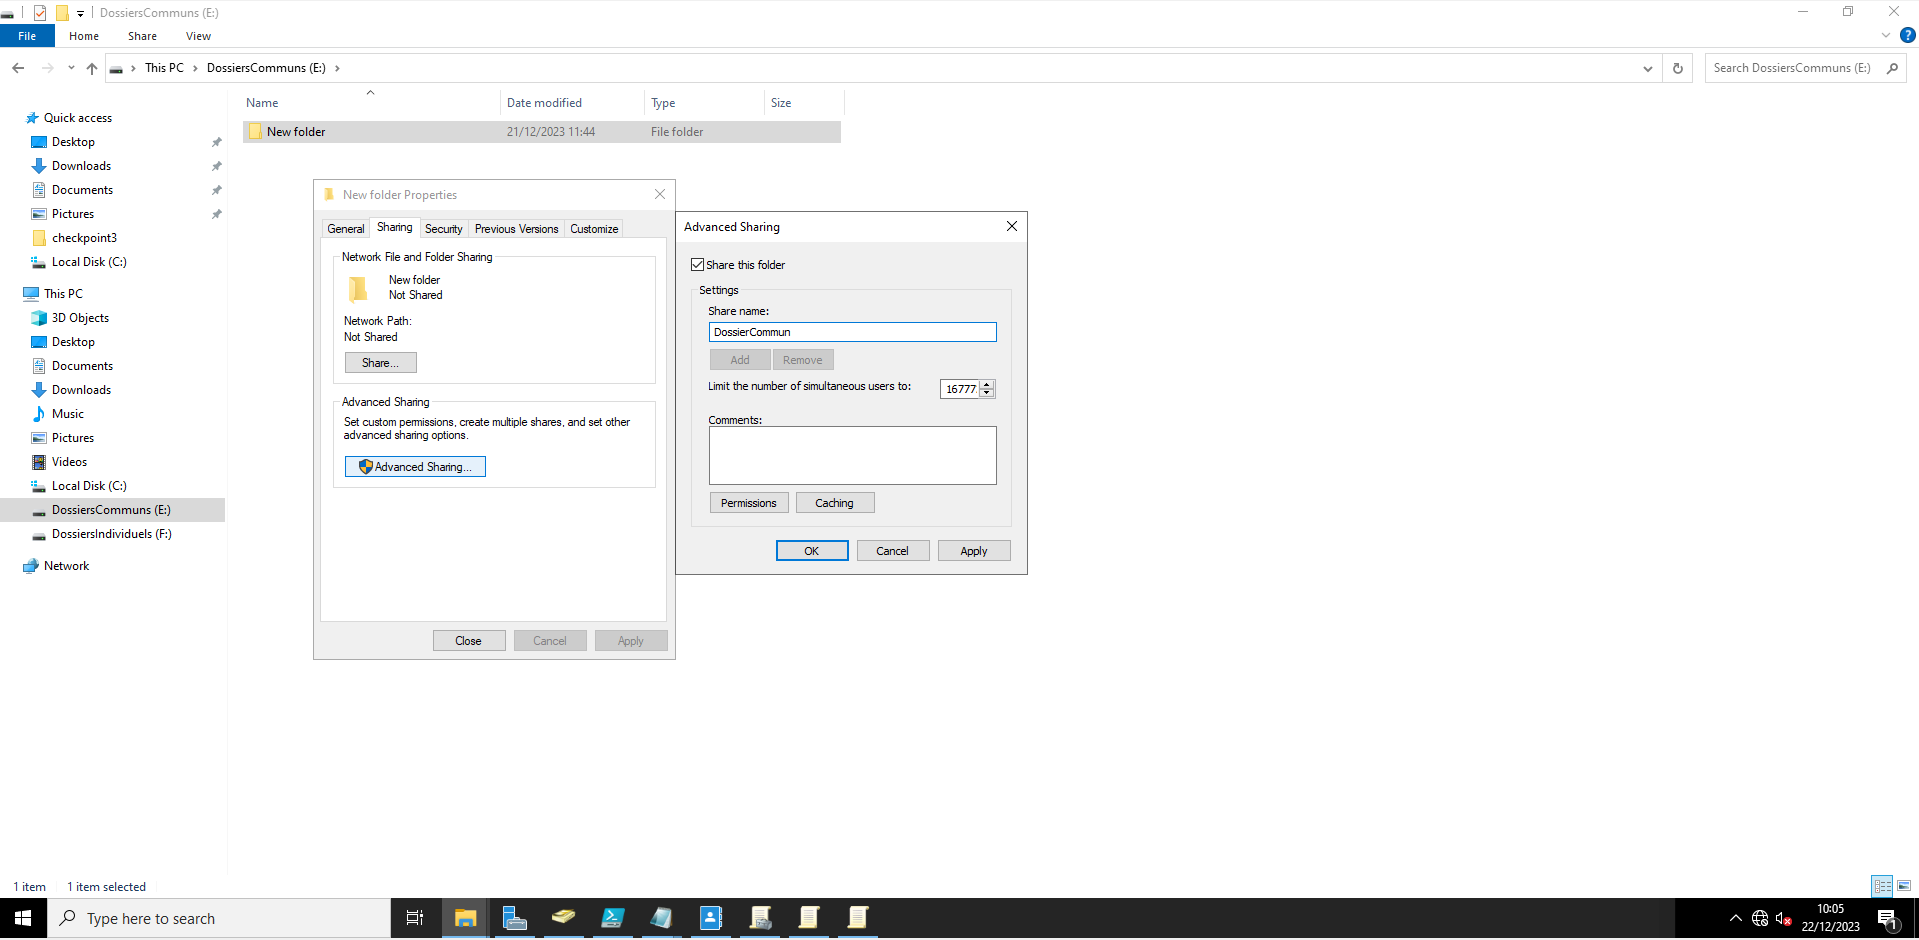 DossiersCommuns (E:)
File Home Share View
This PC DossiersCommuns (E:)
Search DossiersCommuns (E:)
Name Date modified Type Size
New folder 21/12/2023 11:44 File folder
Quick access
Desktop
Downloads
Documents
Pictures
checkpoint3
Local Disk (C:)
This PC
3D Objects
Desktop
Documents
Downloads
Music
Pictures
Videos
Local Disk (C:)
DossiersCommuns (E:)
DossiersIndividuels (F:)
Network
New folder Properties
General Sharing Security Previous Versions Customize
Network File and Folder Sharing
New folder
Not Shared
Network Path:
Not Shared
Share...
Advanced Sharing
Set custom permissions, create multiple shares, and set other
advanced sharing options.
Advanced Sharing...
Close Cancel Apply
Advanced Sharing
Share this folder
Settings
Share name:
DossierCommun
Add Remove
Limit the number of simultaneous users to: 16777
Comments:
Permissions Caching
OK Cancel Apply
1 item 1 item selected
Type here to search
10:05
22/12/2023
1